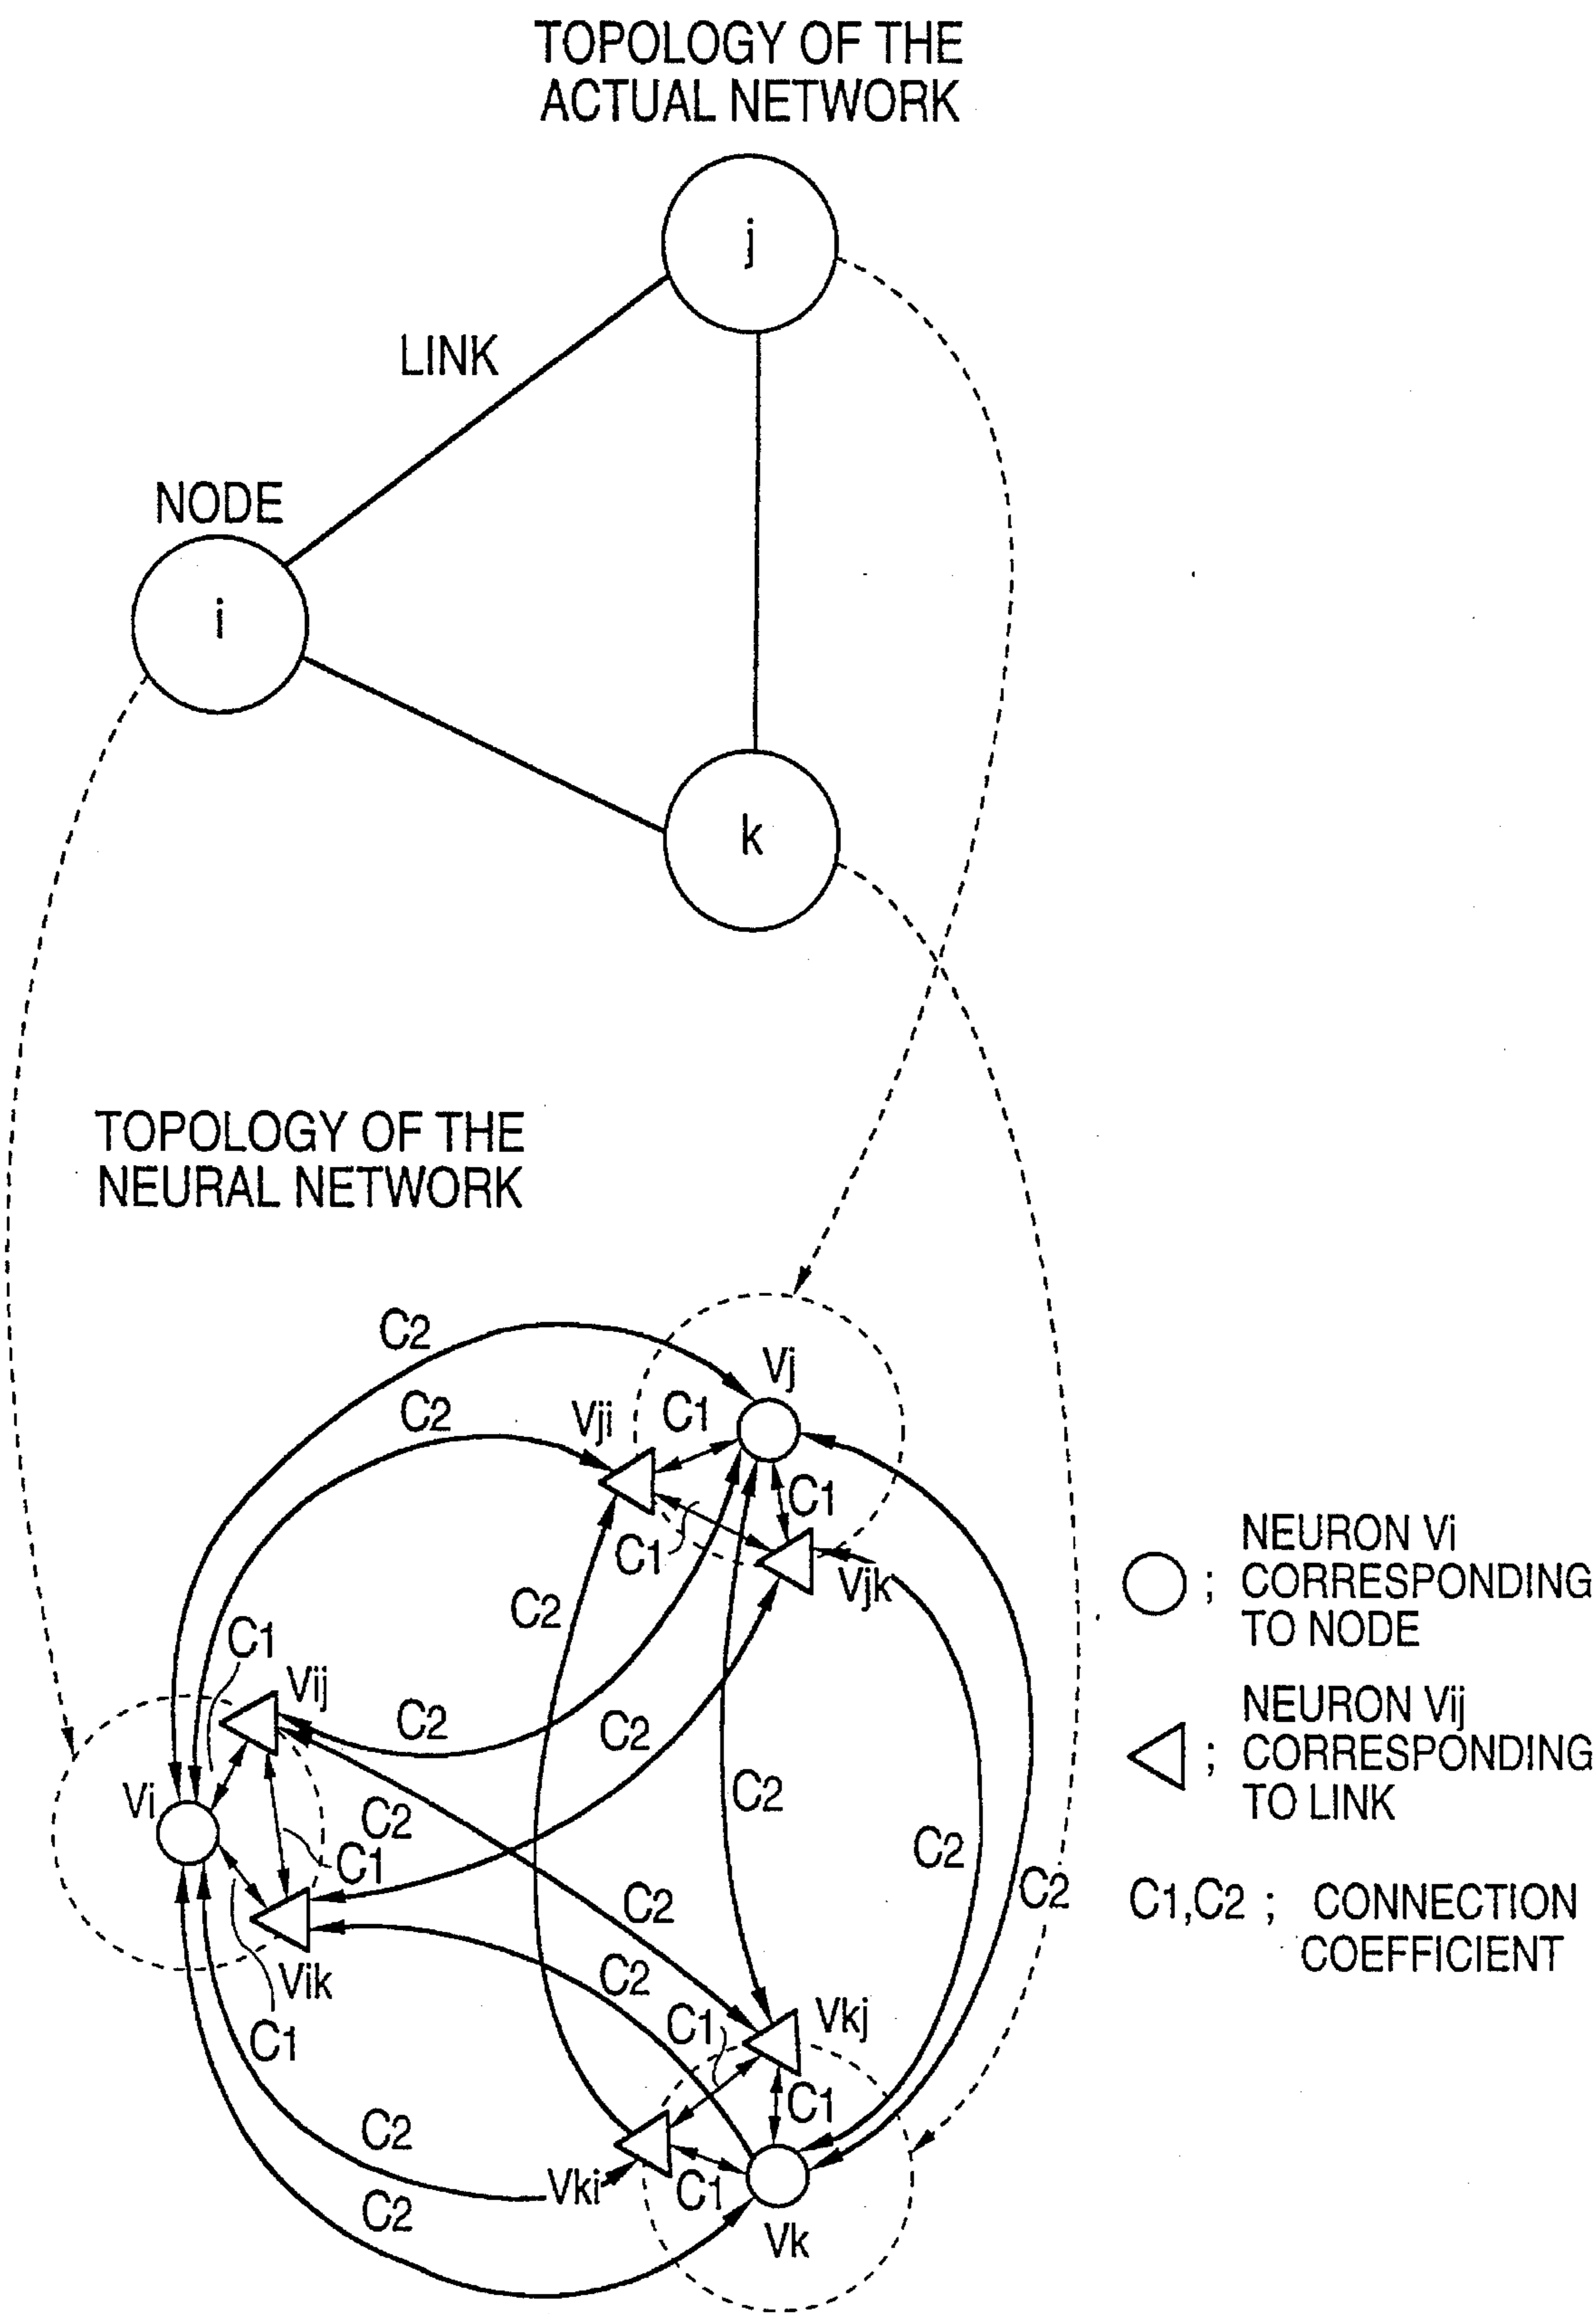 TOPOLOGY OF THE
ACTUAL NETWORK
j
LINK
NODE
i
k
TOPOLOGY OF THE
NEURAL NETWORK
C2
Vj
C2
Vji
C1
C1
C1
Vjk
C2
C1
Vij
C2
C2
Vi
C2
C2
C1
C2
C2
C2
Vik
C2
C1
C1
Vkj
C1
C2
Vki
C1
C2
Vk
NEURON Vi
; CORRESPONDING
TO NODE
NEURON Vij
; CORRESPONDING
TO LINK
C1,C2 ; CONNECTION
COEFFICIENT